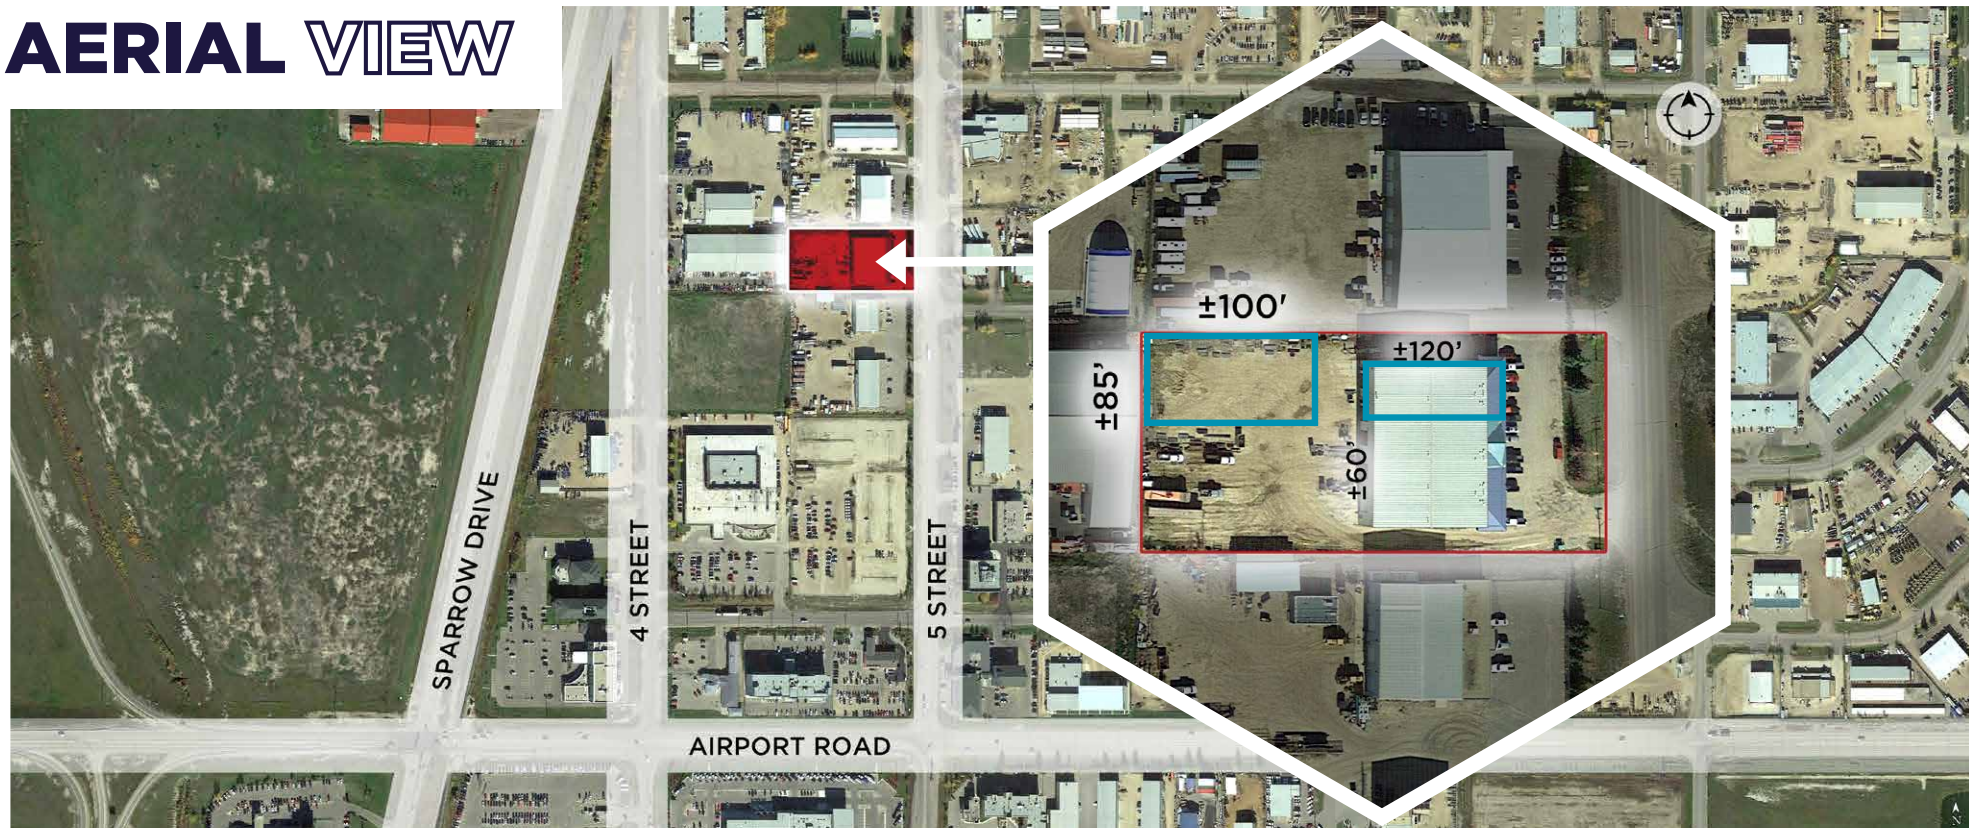 AERIAL VIEW
±100'
±120'
±85'
±60'
SPARROW DRIVE
4 STREET
5 STREET
AIRPORT ROAD
N